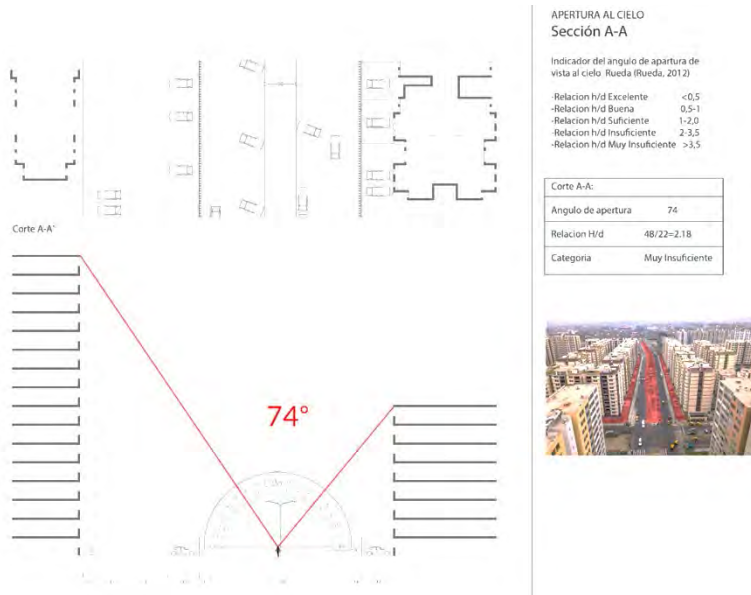 APERTURA AL CIELO
Sección A-A
Indicador del angulo de apartura de
vista al cielo Rueda (Rueda, 2012)
-Relacion h/d Excelente <0,5
-Relacion h/d Buena 0,5-1
-Relacion h/d Suficiente 1-2,0
-Relacion h/d Insuficiente 2-3,5
-Relacion h/d Muy Insuficiente >3,5
Corte A-A:
Angulo de apertura 74
Relacion H/d 48/22=2.18
Categoria Muy Insuficiente
Corte A-A'
74°